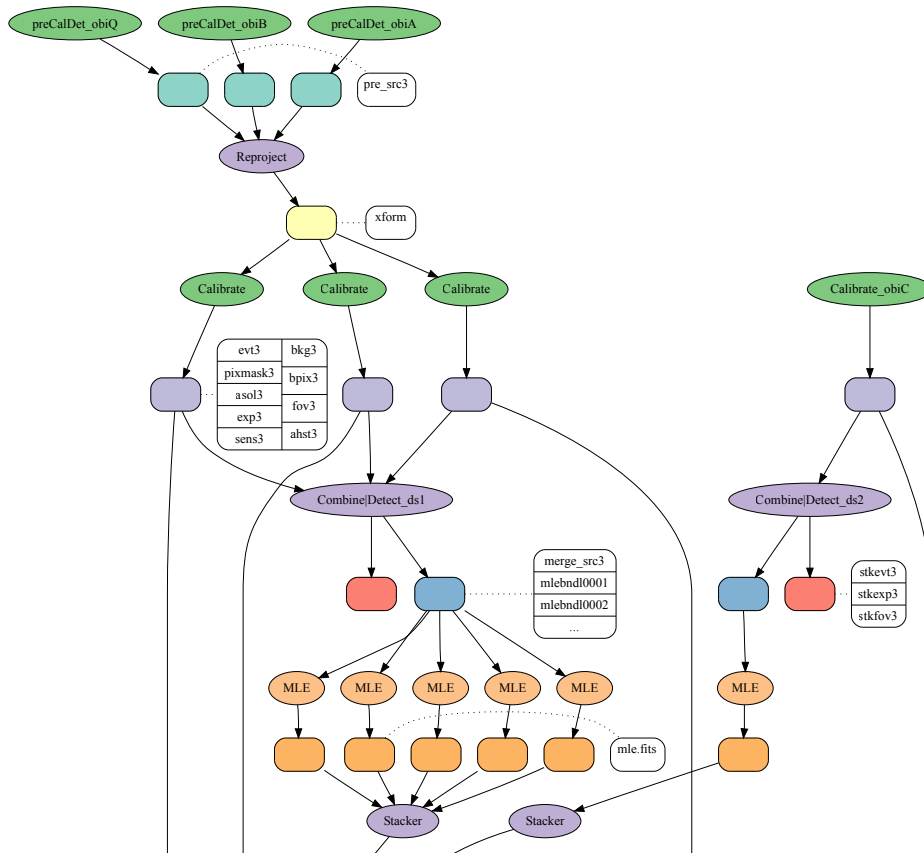 preCalDet_obiQ
preCalDet_obiB
preCalDet_obiA
pre_src3
Reproject
xform
Calibrate
Calibrate
Calibrate
Calibrate_obiC
evt3
bkg3
pixmask3
bpix3
asol3
fov3
exp3
ahst3
sens3
Combine|Detect_ds1
Combine|Detect_ds2
merge_src3
mlebndl0001
mlebndl0002
...
stkevt3
stkexp3
stkfov3
MLE
MLE
MLE
MLE
MLE
MLE
mle.fits
Stacker
Stacker